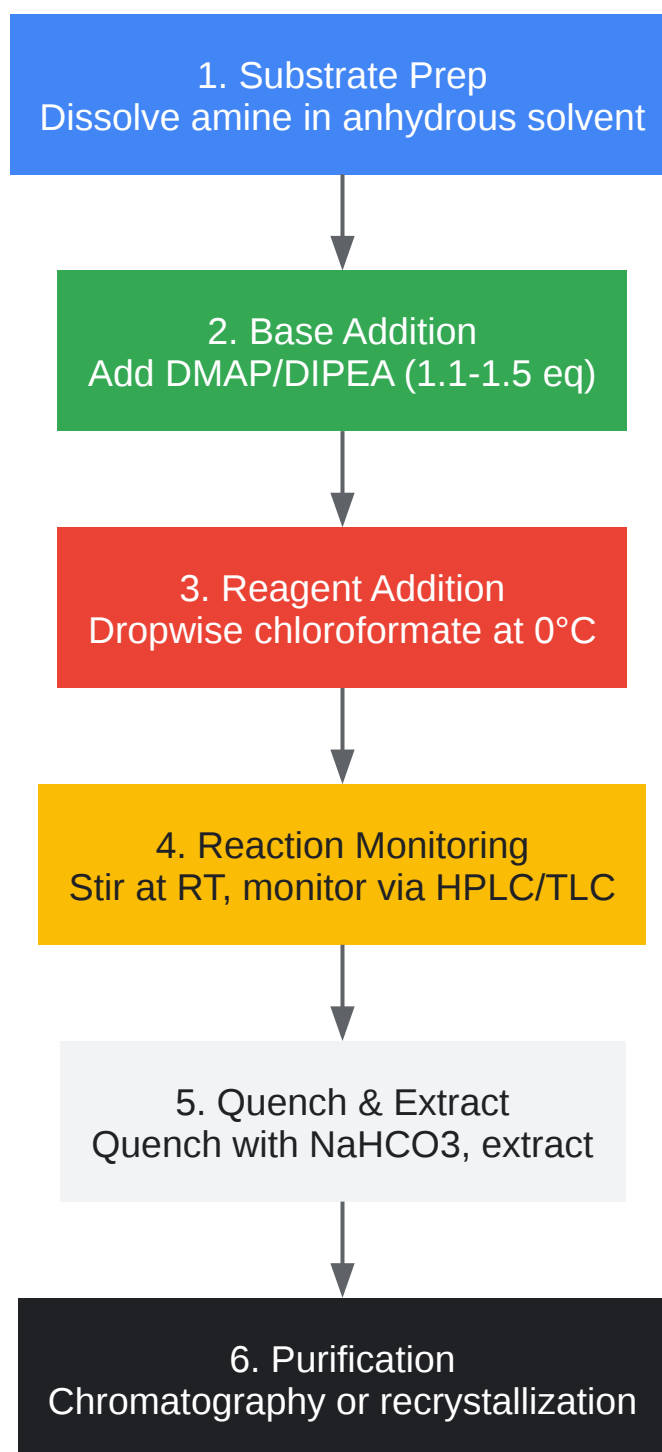 1. Substrate Prep
Dissolve amine in anhydrous solvent
2. Base Addition
Add DMAP/DIPEA (1.1-1.5 eq)
3. Reagent Addition
Dropwise chloroformate at 0°C
4. Reaction Monitoring
Stir at RT, monitor via HPLC/TLC
5. Quench & Extract
Quench with NaHCO3, extract
6. Purification
Chromatography or recrystallization